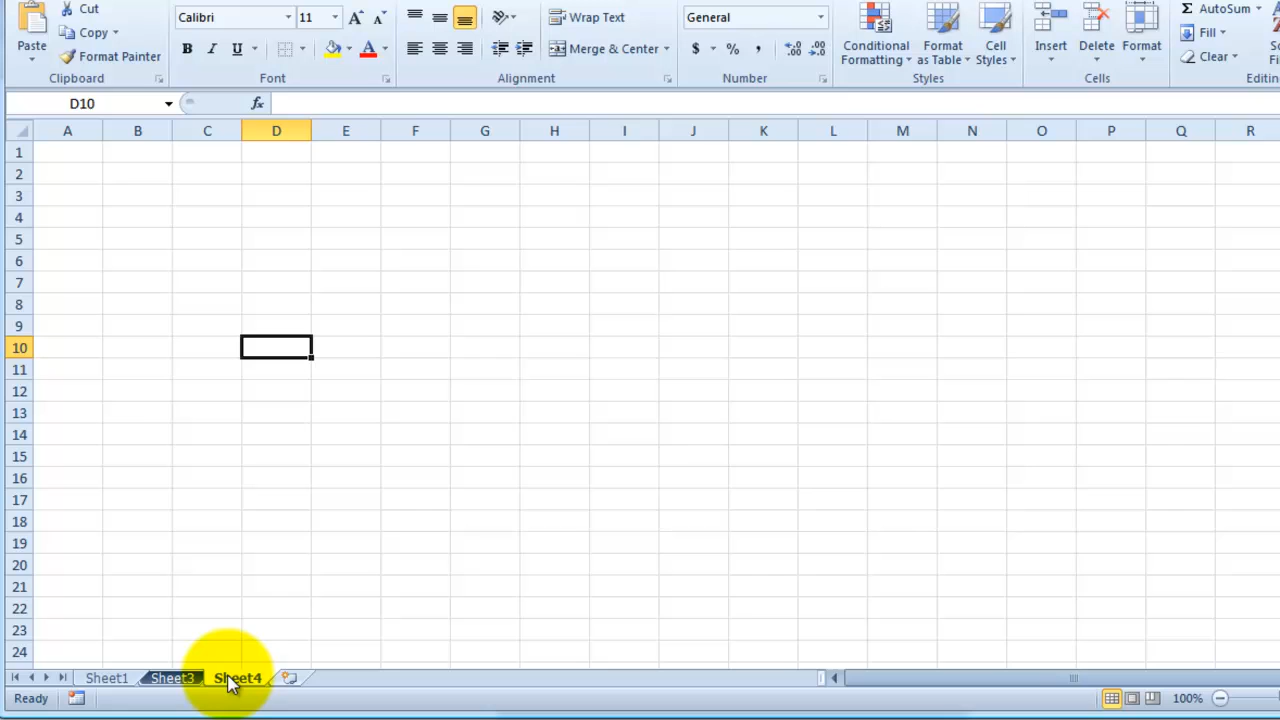 Cut
Calibri 11 Wrap Text General AutoSum
Paste Copy Fill
Format Painter B I U Merge & Center $ % , .00 Conditional Formatting Format as Table Cell Styles Insert Delete Format Clear
Clipboard Font Alignment Number Styles Cells Editin
D10 fx
A B C D E F G H I J K L M N O P Q R
1
2
3
4
5
6
7
8
9
10
11
12
13
14
15
16
17
18
19
20
21
22
23
24
Sheet1 Sheet3 Sheet4
Ready 100%